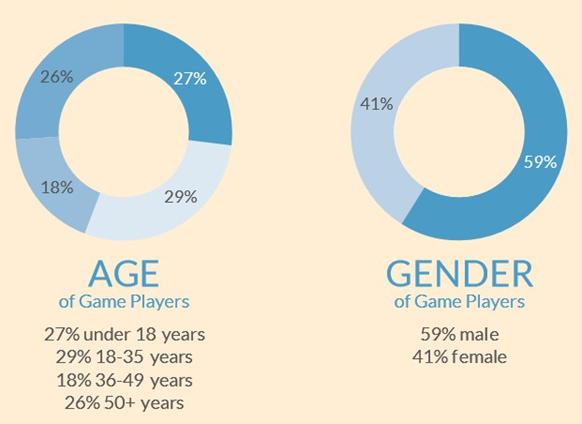 26%
27%
18%
29%
AGE
of Game Players
27% under 18 years
29% 18-35 years
18% 36-49 years
26% 50+ years
41%
59%
GENDER
of Game Players
59% male
41% female